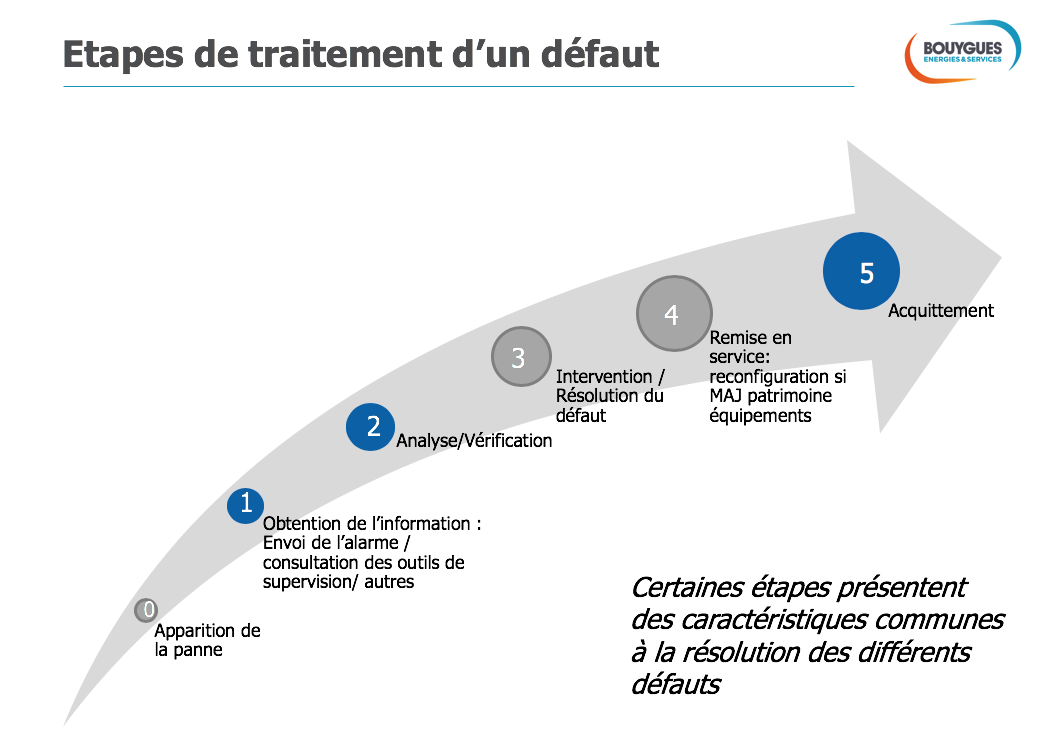 Etapes de traitement d’un défaut
BOUYGUES
ENERGIES & SERVICES
5
Acquittement
4
Remise en
service:
reconfiguration si
MAJ patrimoine
équipements
3
Intervention /
Résolution du
défaut
2
Analyse/Vérification
1
Obtention de l’information :
Envoi de l’alarme /
consultation des outils de
supervision/ autres
0
Apparition de
la panne
Certaines étapes présentent
des caractéristiques communes
à la résolution des différents
défauts